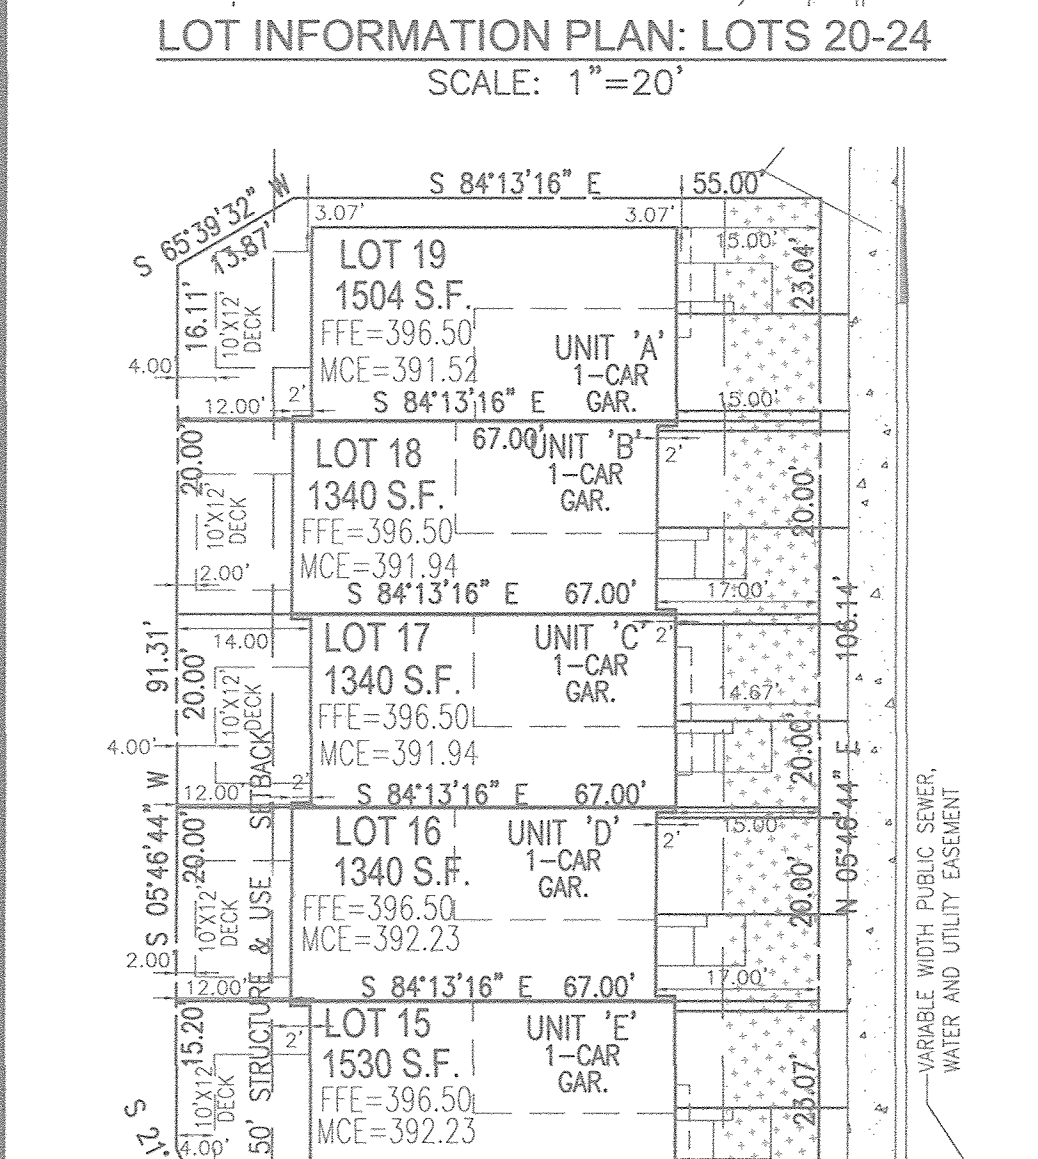 LOT INFORMATION PLAN: LOTS 20-24
SCALE: 1"=20'
S 84°13'16" E 55.00'
S 65°39'32" W
13.87'
3.07'
3.07'
15.00'
23.04'
LOT 19
1504 S.F.
FFE=396.50
MCE=391.52
UNIT 'A'
1-CAR
GAR.
16.11'
10'X12'
DECK
4.00'
12.00'
2'
S 84°13'16" E
67.00'
15.00'
LOT 18
1340 S.F.
FFE=396.50
MCE=391.94
UNIT 'B'
1-CAR
GAR.
2'
20.00'
10'X12'
DECK
2.00'
20.00'
17.00'
S 84°13'16" E 67.00'
14.00'
LOT 17
1340 S.F.
FFE=396.50
MCE=391.94
UNIT 'C'
1-CAR
GAR.
2'
91.31'
20.00'
10'X12'
DECK
4.00'
12.00'
2'
14.67'
20.00'
106.14'
N 05°46'44" E
S 84°13'16" E 67.00'
S 05°46'44" W
LOT 16
1340 S.F.
FFE=396.50
MCE=392.23
UNIT 'D'
1-CAR
GAR.
2'
15.00'
20.00'
10'X12'
DECK
2.00'
12.00'
20.00'
17.00'
S 84°13'16" E 67.00'
LOT 15
1530 S.F.
FFE=396.50
MCE=392.23
UNIT 'E'
1-CAR
GAR.
2'
15.20'
10'X12'
DECK
4.00'
23.07'
50' STRUCTURE & USE SETBACK
VARIABLE WIDTH PUBLIC SEWER,
WATER AND UTILITY EASEMENT